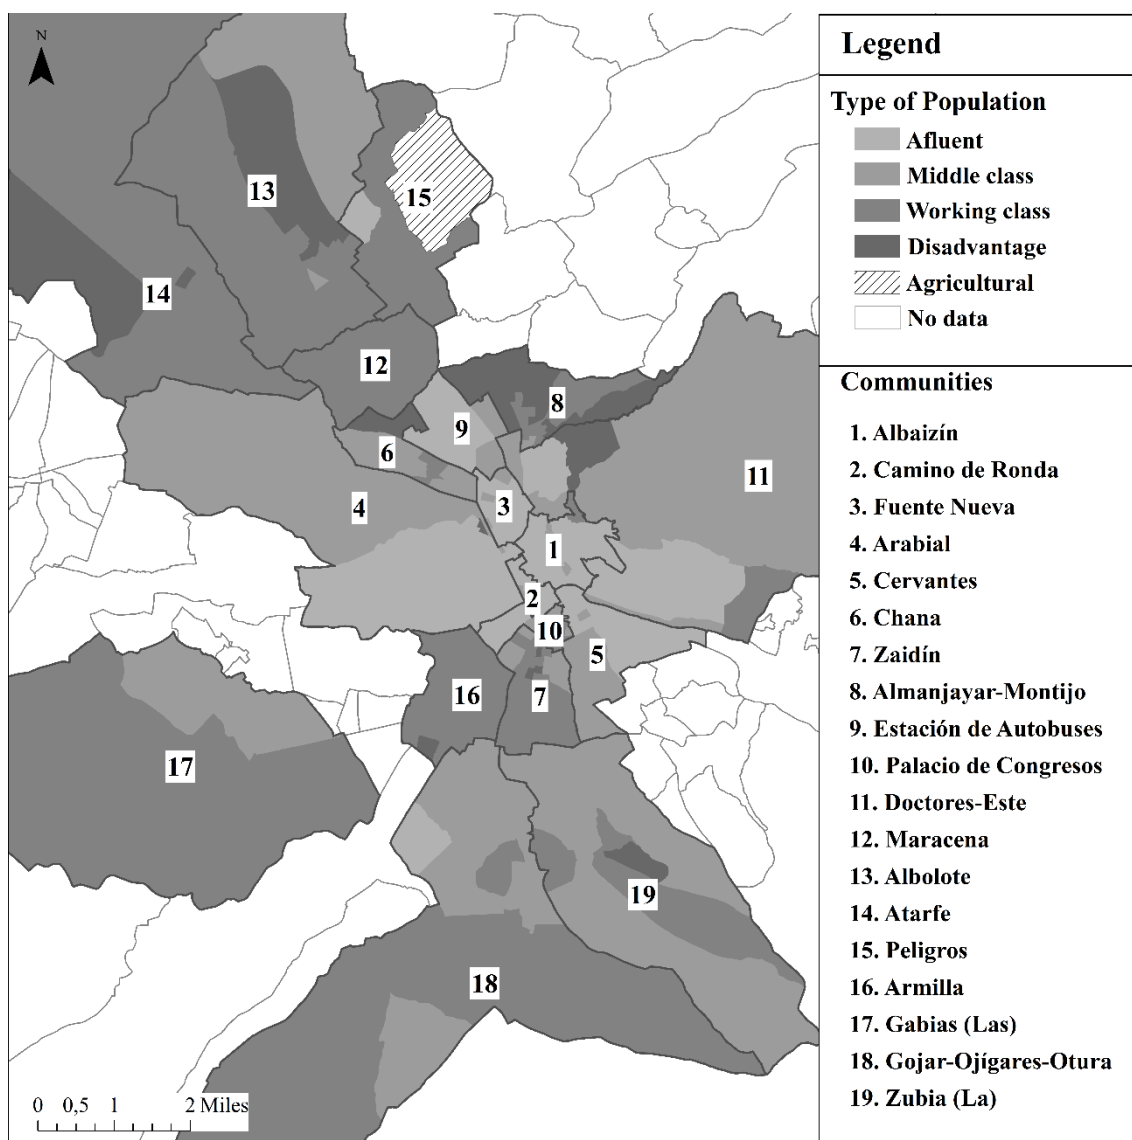 N
13
15
14
12
8
9
6
11
4
3
1
2
10
5
16
7
17
19
18
0 0,5 1 2 Miles
Legend
Type of Population
Afluent
Middle class
Working class
Disadvantage
Agricultural
No data
Communities
1. Albaizín
2. Camino de Ronda
3. Fuente Nueva
4. Arabial
5. Cervantes
6. Chana
7. Zaidín
8. Almanjayar-Montijo
9. Estación de Autobuses
10. Palacio de Congresos
11. Doctores-Este
12. Maracena
13. Albolote
14. Atarfe
15. Peligros
16. Armilla
17. Gabias (Las)
18. Gojar-Ojígares-Otura
19. Zubia (La)